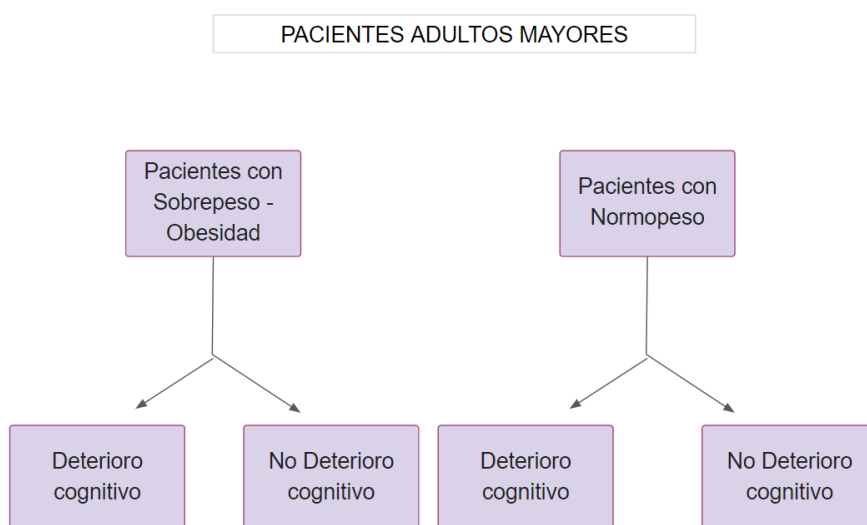 PACIENTES ADULTOS MAYORES
Pacientes con
Sobrepeso -
Obesidad
Pacientes con
Normopeso
Deterioro
cognitivo
No Deterioro
cognitivo
Deterioro
cognitivo
No Deterioro
cognitivo